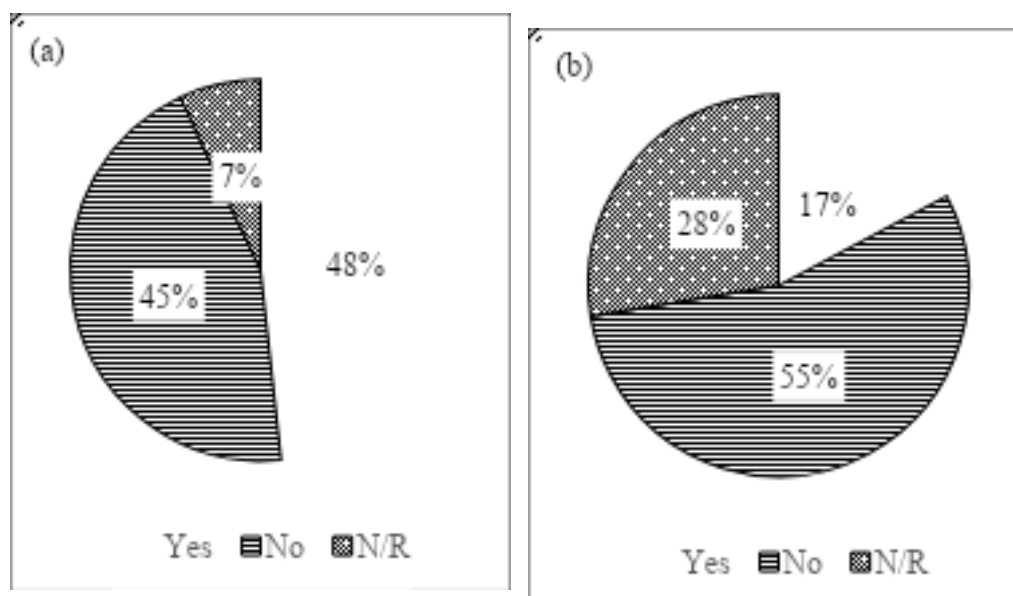 (a)
7%
48%
45%
Yes No N/R
(b)
17%
28%
55%
Yes No N/R